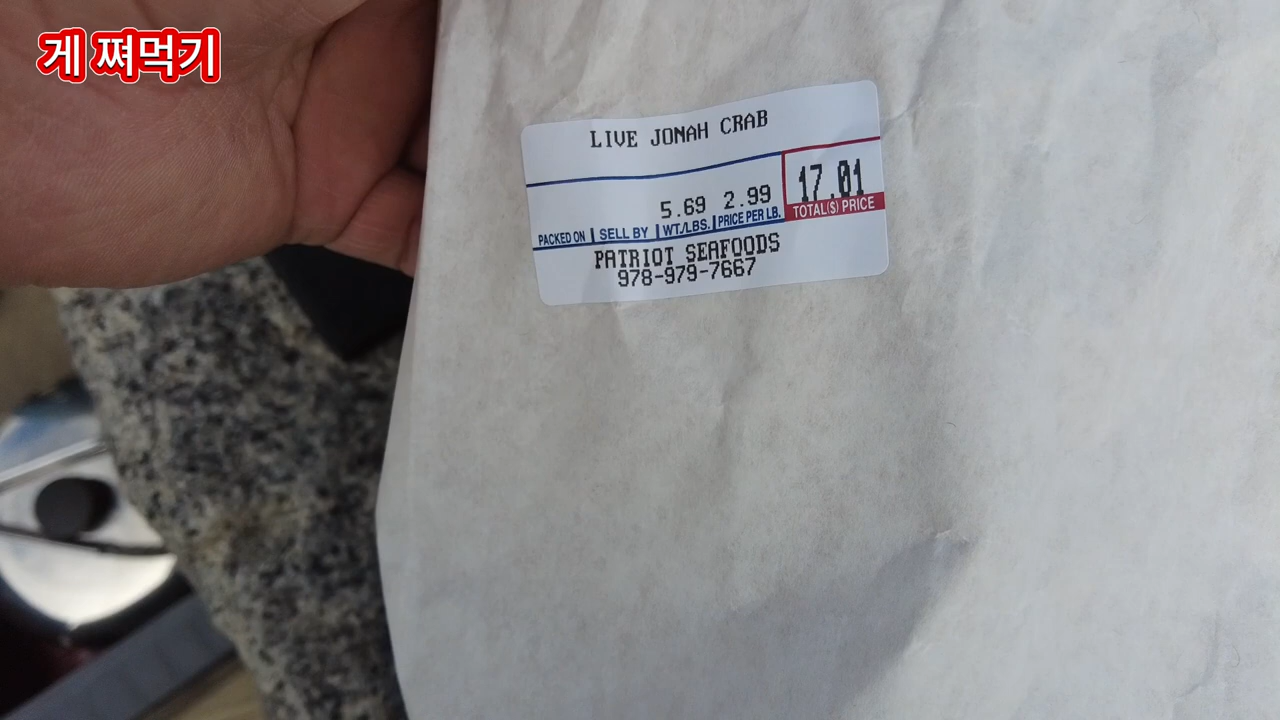 게 쪄먹기
LIVE JONAH CRAB
5.69 2.99 17.01
PACKED ON SELL BY WT./LBS. PRICE PER LB. TOTAL($) PRICE
PATRIOT SEAFOODS
978-979-7667